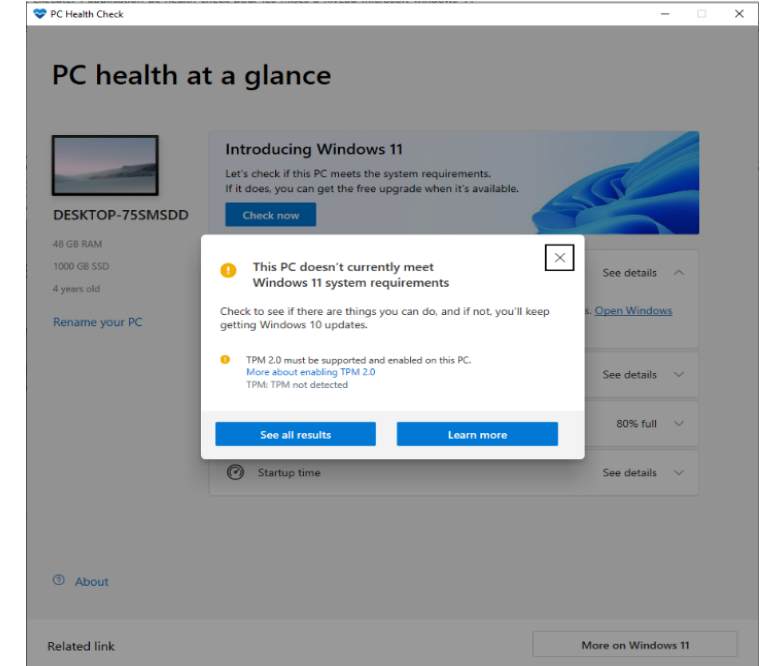 PC Health Check
PC health at a glance
DESKTOP-75SMSDD
48 GB RAM
1000 GB SSD
4 years old
Rename your PC
Introducing Windows 11
Let's check if this PC meets the system requirements.
If it does, you can get the free upgrade when it's available.
Check now
This PC doesn't currently meet
Windows 11 system requirements
Check to see if there are things you can do, and if not, you'll keep
getting Windows 10 updates.
TPM 2.0 must be supported and enabled on this PC.
More about enabling TPM 2.0
TPM: TPM not detected
See all results
Learn more
See details
s. Open Windows
See details
80% full
Startup time
See details
About
Related link
More on Windows 11